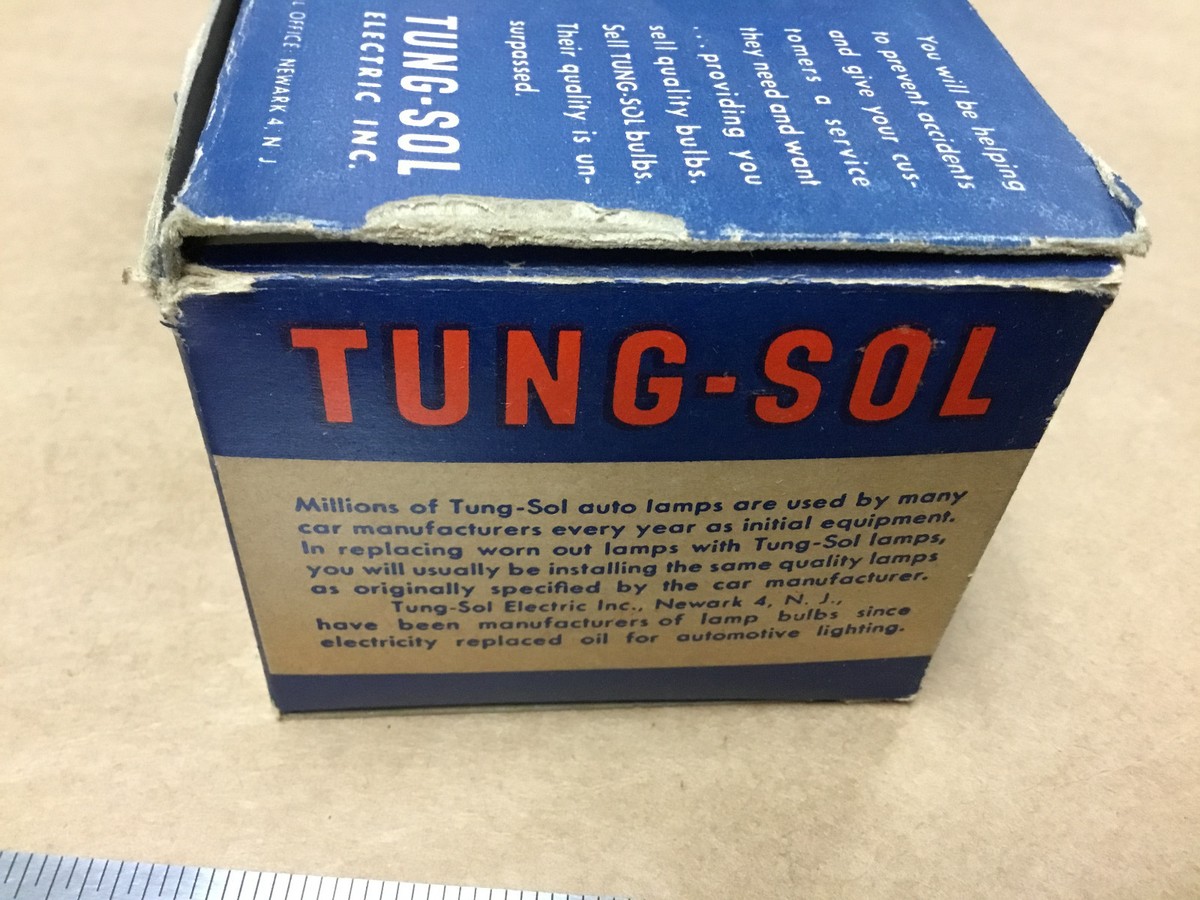 You will be helping
to prevent accidents
and give your cus-
tomers a service
they need and want
... providing you
sell quality bulbs.
Sell TUNG-SOL bulbs.
Their quality is un-
surpassed.
TUNG-SOL
ELECTRIC INC.
OFFICE: NEWARK 4, N J
TUNG-SOL
Millions of Tung-Sol auto lamps are used by many
car manufacturers every year as initial equipment.
In replacing worn out lamps with Tung-Sol lamps,
you will usually be installing the same quality lamps
as originally specified by the car manufacturer.
Tung-Sol Electric Inc., Newark 4, N. J.,
have been manufacturers of lamp bulbs since
electricity replaced oil for automotive lighting.